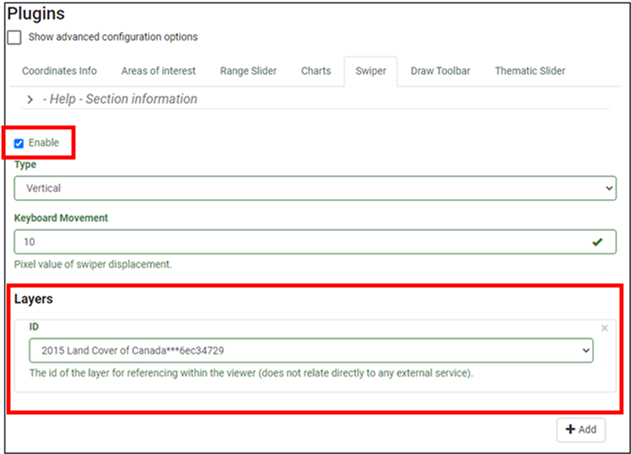 Plugins
Show advanced configuration options
Coordinates Info Areas of interest Range Slider Charts Swiper Draw Toolbar Thematic Slider
- Help - Section information
Enable
Type
Vertical
Keyboard Movement
10
Pixel value of swiper displacement.
Layers
ID
2015 Land Cover of Canada***6ec34729
The id of the layer for referencing within the viewer (does not relate directly to any external service).
Add